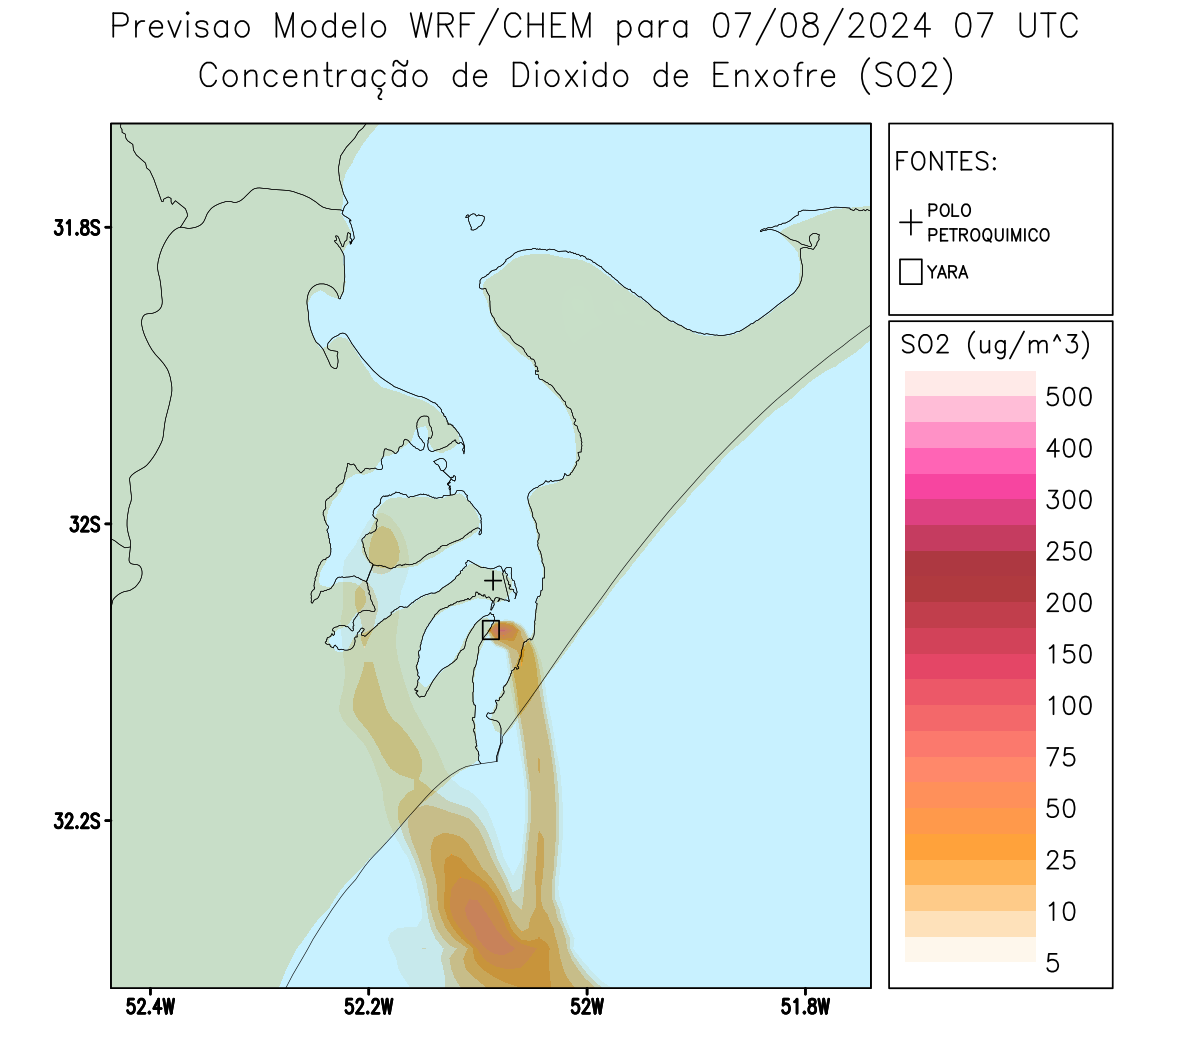 Previsao Modelo WRF/CHEM para 07/08/2024 07 UTC
Concentração de Dioxido de Enxofre (SO2)
FONTES:
POLO
PETROQUIMICO
YARA
SO2 (ug/m^3)
500
400
300
250
200
150
100
75
50
25
10
5
31.8S
32S
32.2S
52.4W
52.2W
52W
51.8W